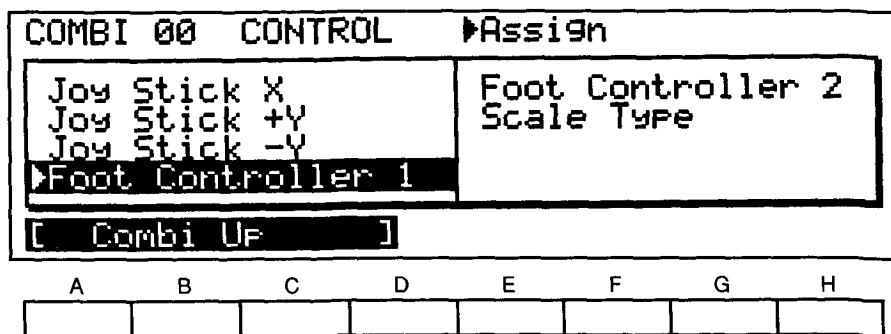 COMBI 00 CONTROL ▶Assign
Joy Stick X
Joy Stick +Y
Joy Stick -Y
▶Foot Controller 1
Foot Controller 2
Scale Type
[ Combi Up ]
A B C D E F G H